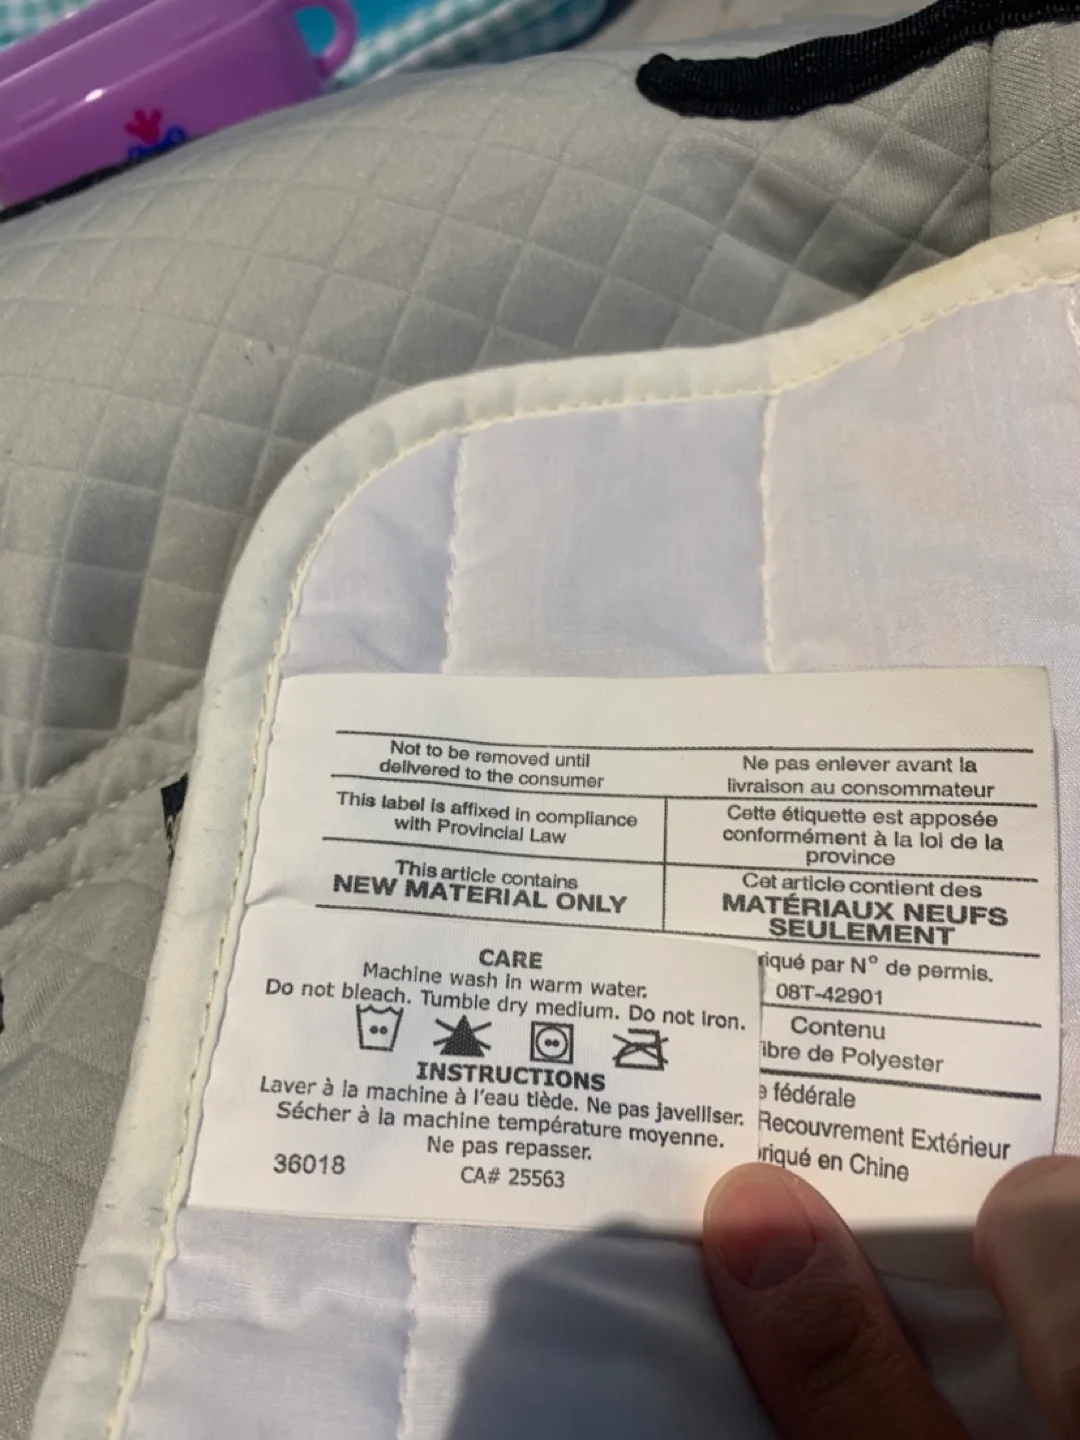 Not to be removed until
delivered to the consumer
Ne pas enlever avant la
livraison au consommateur
This label is affixed in compliance
with Provincial Law
Cette étiquette est apposée
conformément à la loi de la
province
This article contains
NEW MATERIAL ONLY
Cet article contient des
MATÉRIAUX NEUFS
SEULEMENT
CARE
Machine wash in warm water.
Do not bleach. Tumble dry medium. Do not iron.
INSTRUCTIONS
Laver à la machine à l'eau tiède. Ne pas javelliser.
Sécher à la machine température moyenne.
Ne pas repasser.
36018
CA# 25563
riqué par N° de permis.
08T-42901
Contenu
ibre de Polyester
e fédérale
Recouvrement Extérieur
riqué en Chine